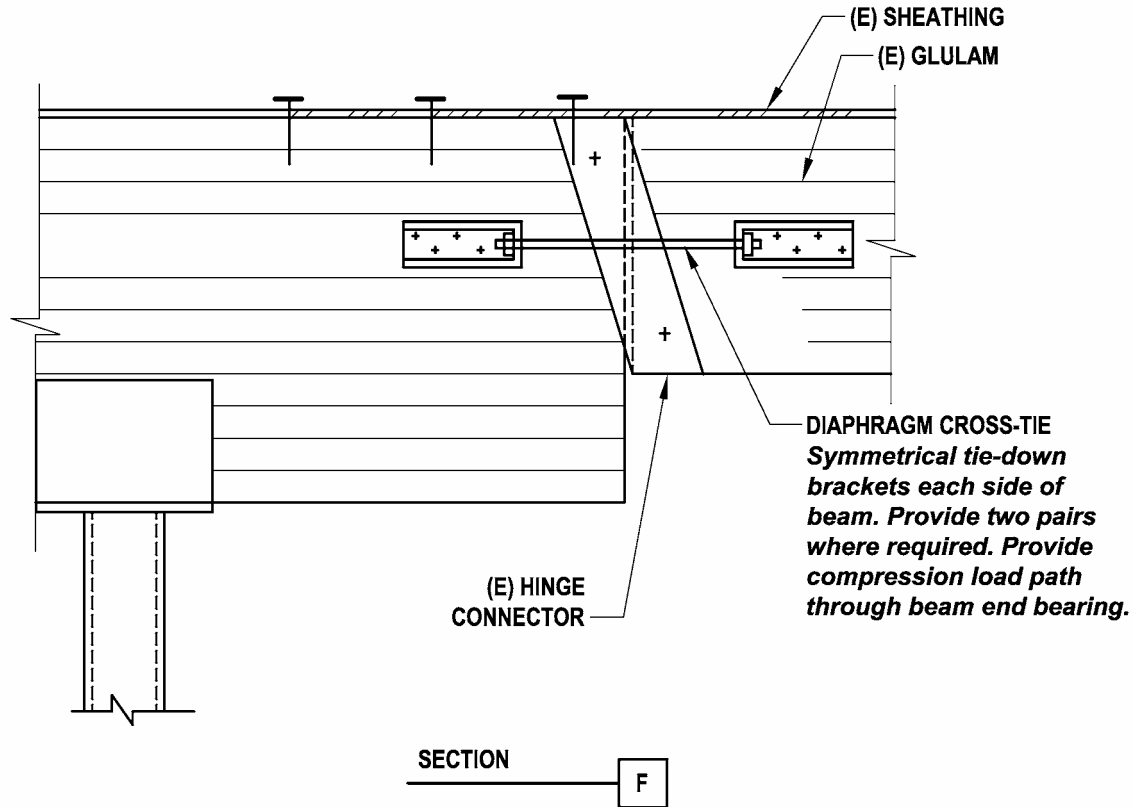 (E) SHEATHING
(E) GLULAM
DIAPHRAGM CROSS-TIE
Symmetrical tie-down
brackets each side of
beam. Provide two pairs
where required. Provide
compression load path
through beam end bearing.
(E) HINGE
CONNECTOR
SECTION
F